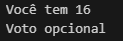 Você tem 16
Voto opcional